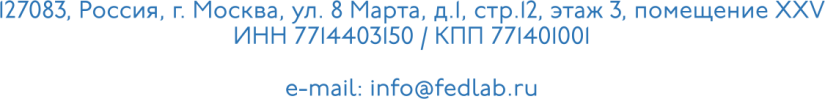 127083, Россия, г. Москва, ул. 8 Марта, д.1, стр.12, этаж 3, помещение XXV
ИНН 7714403150 / КПП 771401001
e-mail: info@fedlab.ru